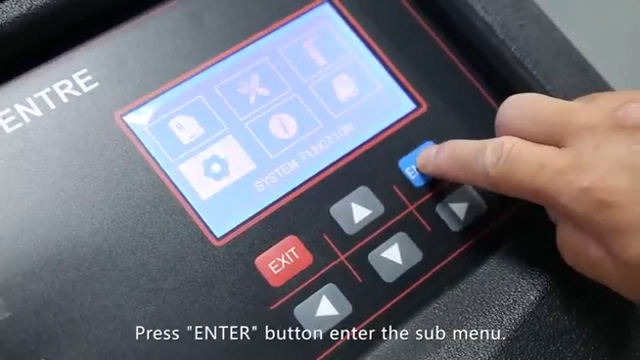 ENTRE
SYSTEM FUNCTION
EXIT
Press "ENTER" button enter the sub menu.